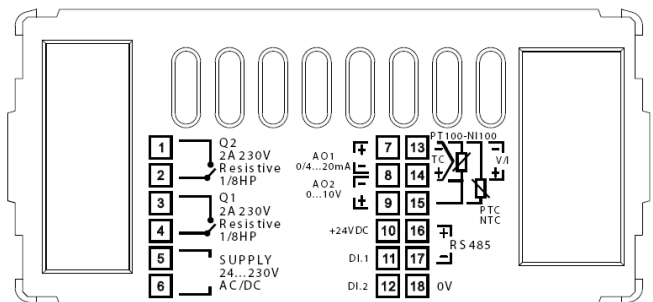 1 Q2
2A 230V
2 Resistive
1/8HP
3 Q1
2A 230V
4 Resistive
1/8HP
5 SUPPLY
24...230V
6 AC/DC
PT100-NI100
+ 7 13 - - V/I
AO1 TC
0/4...20mA
- 8 14 + +
AO2
0...10V
+ 9 15 PTC
NTC
+24VDC 10 16 +
RS485
DI.1 11 17 -
DI.2 12 18 0V